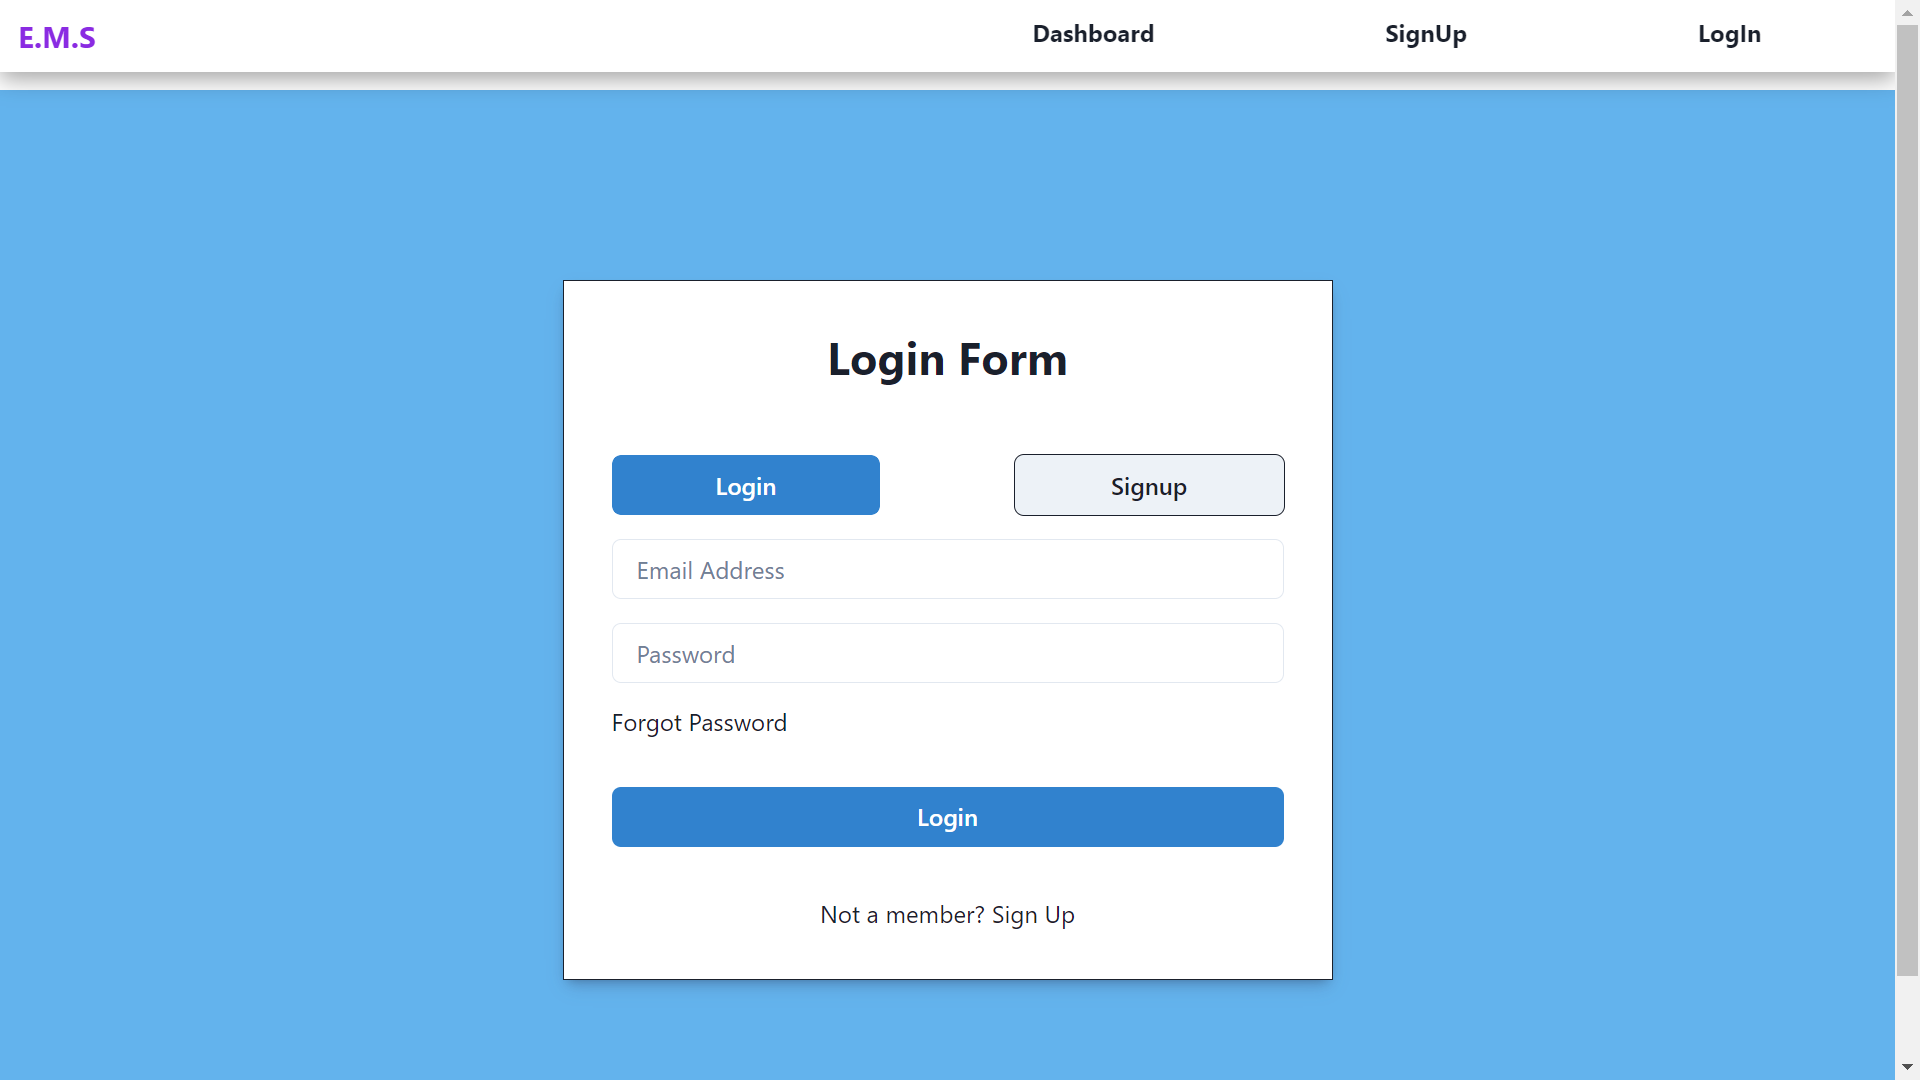 E.M.S Dashboard SignUp LogIn
Login Form
Login Signup
Email Address
Password
Forgot Password
Login
Not a member? Sign Up